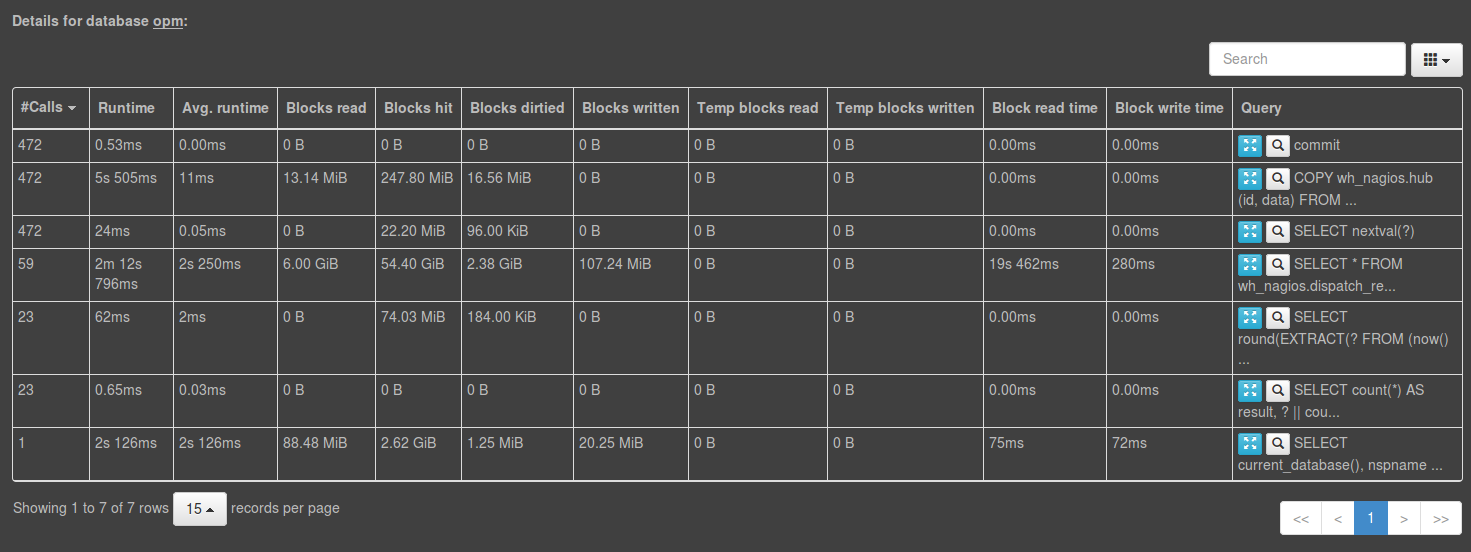 Details for database opm:
Search
#Calls Runtime Avg. runtime Blocks read Blocks hit Blocks dirtied Blocks written Temp blocks read Temp blocks written Block read time Block write time Query
472 0.53ms 0.00ms 0 B 0 B 0 B 0 B 0 B 0 B 0.00ms 0.00ms commit
472 5s 505ms 11ms 13.14 MiB 247.80 MiB 16.56 MiB 0 B 0 B 0 B 0.00ms 0.00ms COPY wh_nagios.hub
(id, data) FROM ...
472 24ms 0.05ms 0 B 22.20 MiB 96.00 KiB 0 B 0 B 0 B 0.00ms 0.00ms SELECT nextval(?)
59 2m 12s 2s 250ms 6.00 GiB 54.40 GiB 2.38 GiB 107.24 MiB 0 B 0 B 19s 462ms 280ms SELECT * FROM
796ms wh_nagios.dispatch_re...
23 62ms 2ms 0 B 74.03 MiB 184.00 KiB 0 B 0 B 0 B 0.00ms 0.00ms SELECT
round(EXTRACT(? FROM (now()
...
23 0.65ms 0.03ms 0 B 0 B 0 B 0 B 0 B 0 B 0.00ms 0.00ms SELECT count(*) AS
result, ? || cou...
1 2s 126ms 2s 126ms 88.48 MiB 2.62 GiB 1.25 MiB 20.25 MiB 0 B 0 B 75ms 72ms SELECT
current_database(), nspname ...
Showing 1 to 7 of 7 rows 15 records per page
<< < 1 > >>